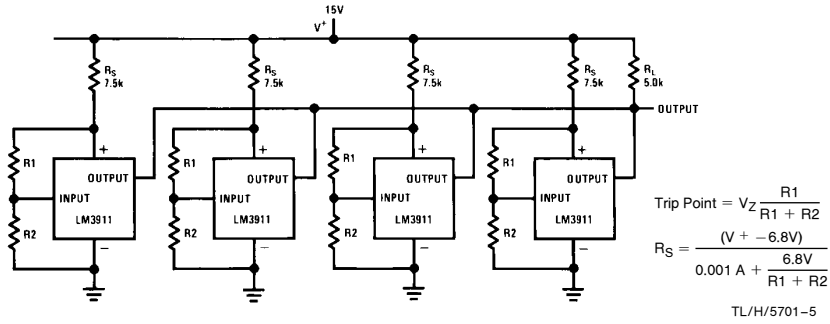 15V
V+
RS
7.5k
RS
7.5k
RS
7.5k
RS
7.5k
RL
5.0k
OUTPUT
+
+
+
+
R1
R1
R1
R1
OUTPUT
OUTPUT
OUTPUT
OUTPUT
INPUT
INPUT
INPUT
INPUT
LM3911
LM3911
LM3911
LM3911
R2
R2
R2
R2
−
−
−
−
Trip Point = VZ R1 / R1 + R2
RS = (V + −6.8V) / 0.001 A + 6.8V / R1 + R2
TL/H/5701–5